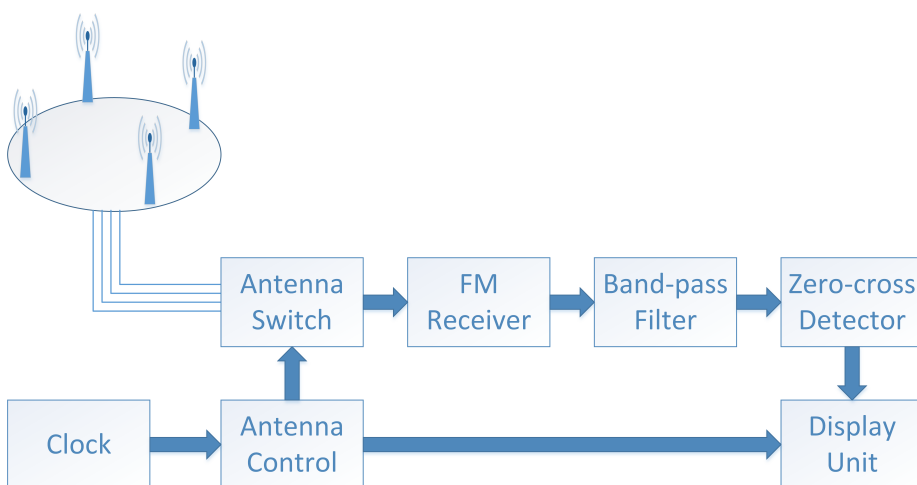 Antenna
Switch
FM
Receiver
Band-pass
Filter
Zero-cross
Detector
Clock
Antenna
Control
Display
Unit